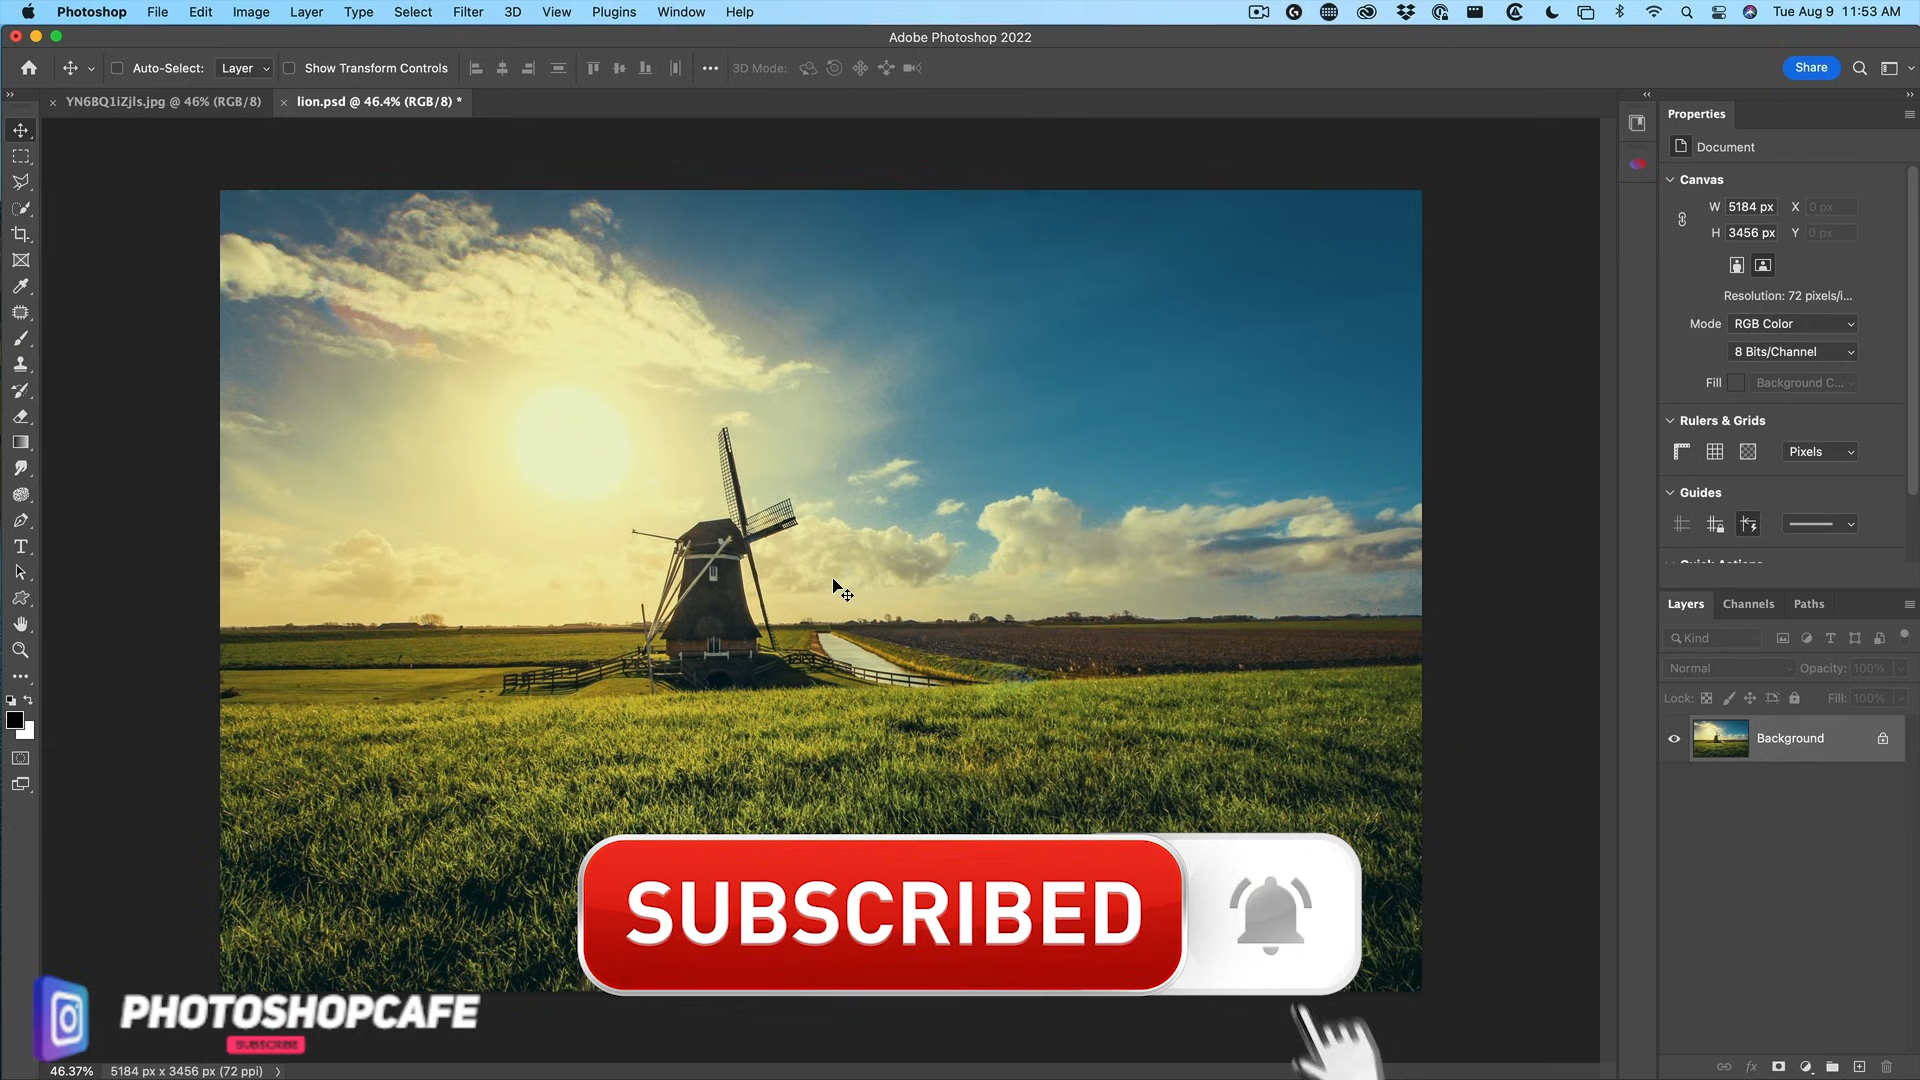 Photoshop File Edit Image Layer Type Select Filter 3D View Plugins Window Help Tue Aug 9 11:53 AM
Adobe Photoshop 2022
Auto-Select: Layer Show Transform Controls 3D Mode: Share
YN6BQ1iZjls.jpg @ 46% (RGB/8) lion.psd @ 46.4% (RGB/8) *
Properties
Document
Canvas
W 5184 px X 0 px
H 3456 px Y 0 px
Resolution: 72 pixels/i...
Mode RGB Color
8 Bits/Channel
Fill Background C...
Rulers & Grids
Pixels
Guides
Layers Channels Paths
Kind
Normal Opacity: 100%
Lock: Fill: 100%
Background
SUBSCRIBED
PHOTOSHOPCAFE
SUBSCRIBE
46.37% 5184 px x 3456 px (72 ppi)